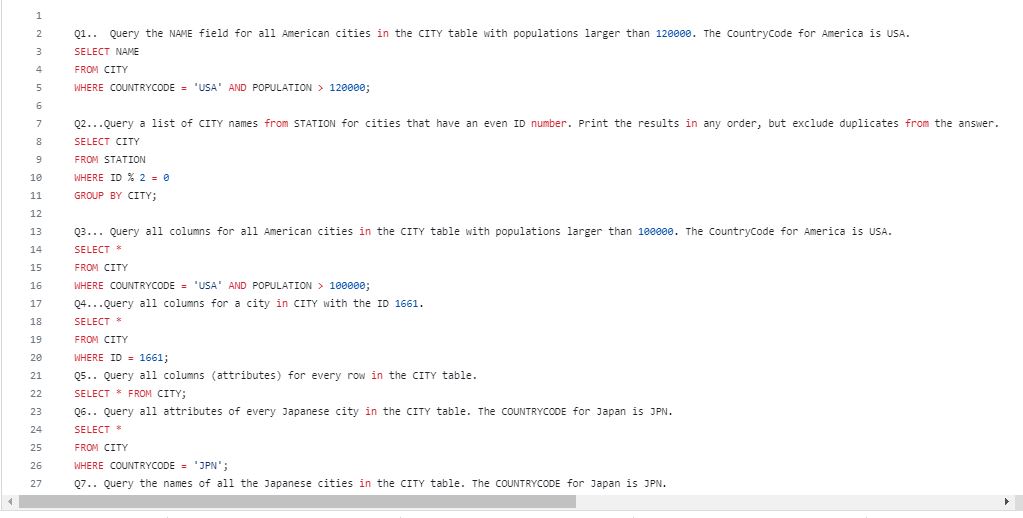 1
2 Q1.. Query the NAME field for all American cities in the CITY table with populations larger than 120000. The CountryCode for America is USA.
3 SELECT NAME
4 FROM CITY
5 WHERE COUNTRYCODE = 'USA' AND POPULATION > 120000;
6
7 Q2...Query a list of CITY names from STATION for cities that have an even ID number. Print the results in any order, but exclude duplicates from the answer.
8 SELECT CITY
9 FROM STATION
10 WHERE ID % 2 = 0
11 GROUP BY CITY;
12
13 Q3... Query all columns for all American cities in the CITY table with populations larger than 100000. The CountryCode for America is USA.
14 SELECT *
15 FROM CITY
16 WHERE COUNTRYCODE = 'USA' AND POPULATION > 100000;
17 Q4...Query all columns for a city in CITY with the ID 1661.
18 SELECT *
19 FROM CITY
20 WHERE ID = 1661;
21 Q5.. Query all columns (attributes) for every row in the CITY table.
22 SELECT * FROM CITY;
23 Q6.. Query all attributes of every Japanese city in the CITY table. The COUNTRYCODE for Japan is JPN.
24 SELECT *
25 FROM CITY
26 WHERE COUNTRYCODE = 'JPN';
27 Q7.. Query the names of all the Japanese cities in the CITY table. The COUNTRYCODE for Japan is JPN.